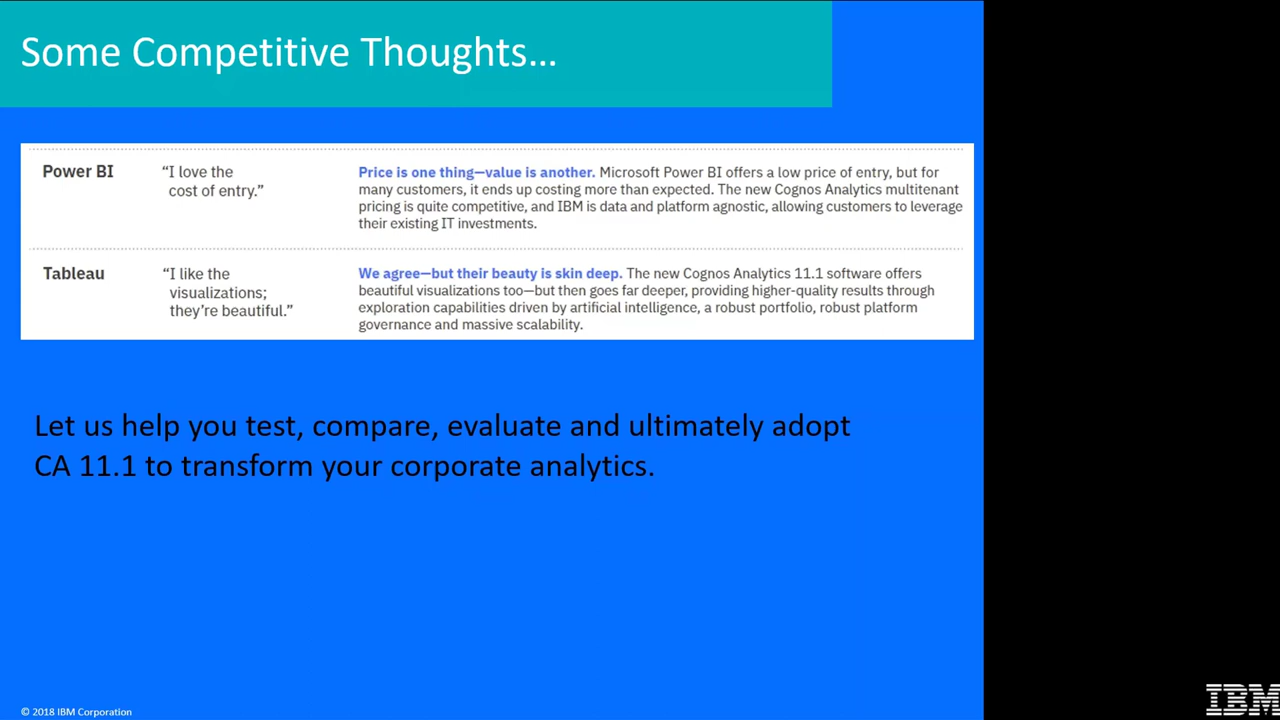 Some Competitive Thoughts...
Power BI
“I love the
cost of entry.”
Price is one thing—value is another. Microsoft Power BI offers a low price of entry, but for
many customers, it ends up costing more than expected. The new Cognos Analytics multitenant
pricing is quite competitive, and IBM is data and platform agnostic, allowing customers to leverage
their existing IT investments.
Tableau
“I like the
visualizations;
they’re beautiful.”
We agree—but their beauty is skin deep. The new Cognos Analytics 11.1 software offers
beautiful visualizations too—but then goes far deeper, providing higher-quality results through
exploration capabilities driven by artificial intelligence, a robust portfolio, robust platform
governance and massive scalability.
Let us help you test, compare, evaluate and ultimately adopt
CA 11.1 to transform your corporate analytics.
© 2018 IBM Corporation
IBM